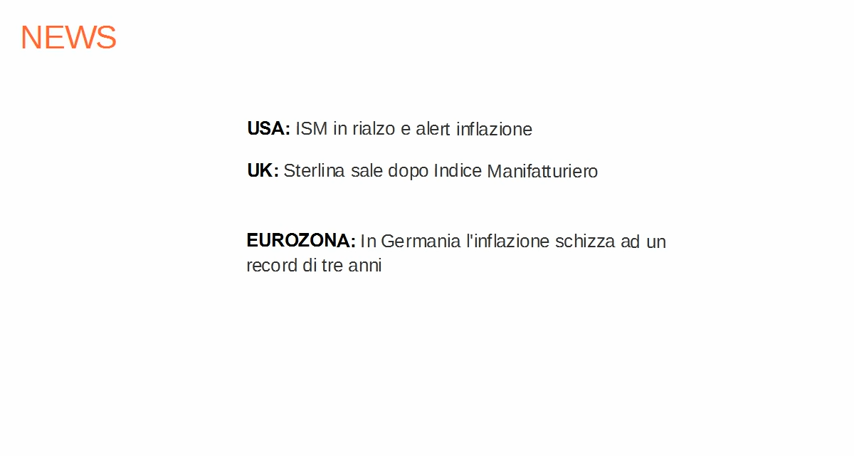 NEWS
USA: ISM in rialzo e alert inflazione
UK: Sterlina sale dopo Indice Manifatturiero
EUROZONA: In Germania l'inflazione schizza ad un
record di tre anni